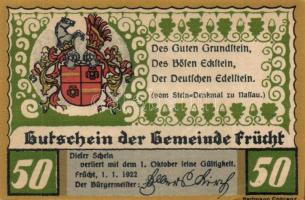 Des Guten Grundstein,
Des Bösen Eckstein,
Der Deutschen Edelstein.
(vom Stein-Denkmal zu Nassau.)
Gutschein der Gemeinde Frücht
50
Dieser Schein
verliert mit dem 1. Oktober seine Gültigkeit.
Frücht, 1. 1. 1922
Der Bürgermeister:
50